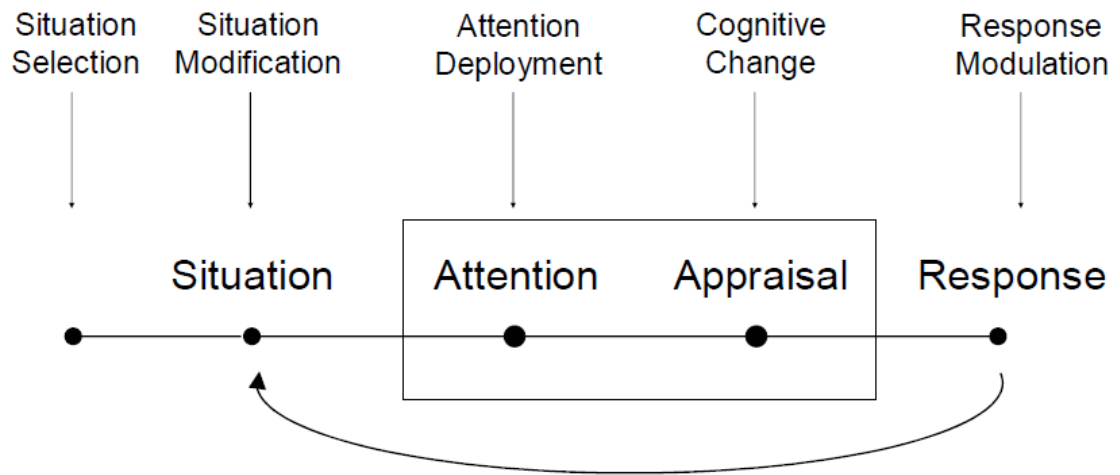 Situation
Selection
Situation
Modification
Attention
Deployment
Cognitive
Change
Response
Modulation
Situation
Attention
Appraisal
Response